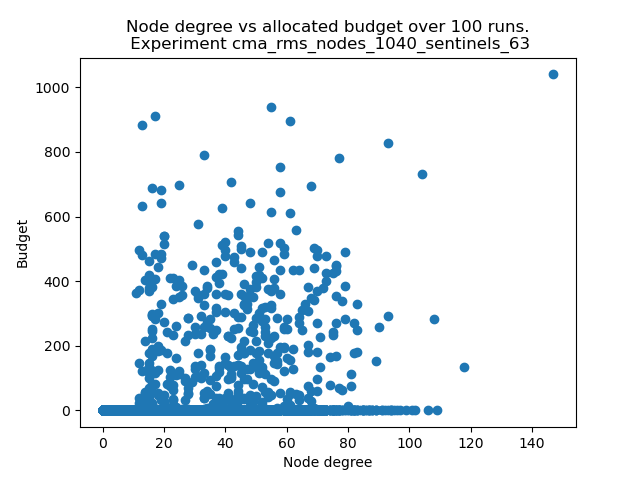 Node degree vs allocated budget over 100 runs.
Experiment cma_rms_nodes_1040_sentinels_63
1000
800
600
400
200
0
Budget
0 20 40 60 80 100 120 140
Node degree